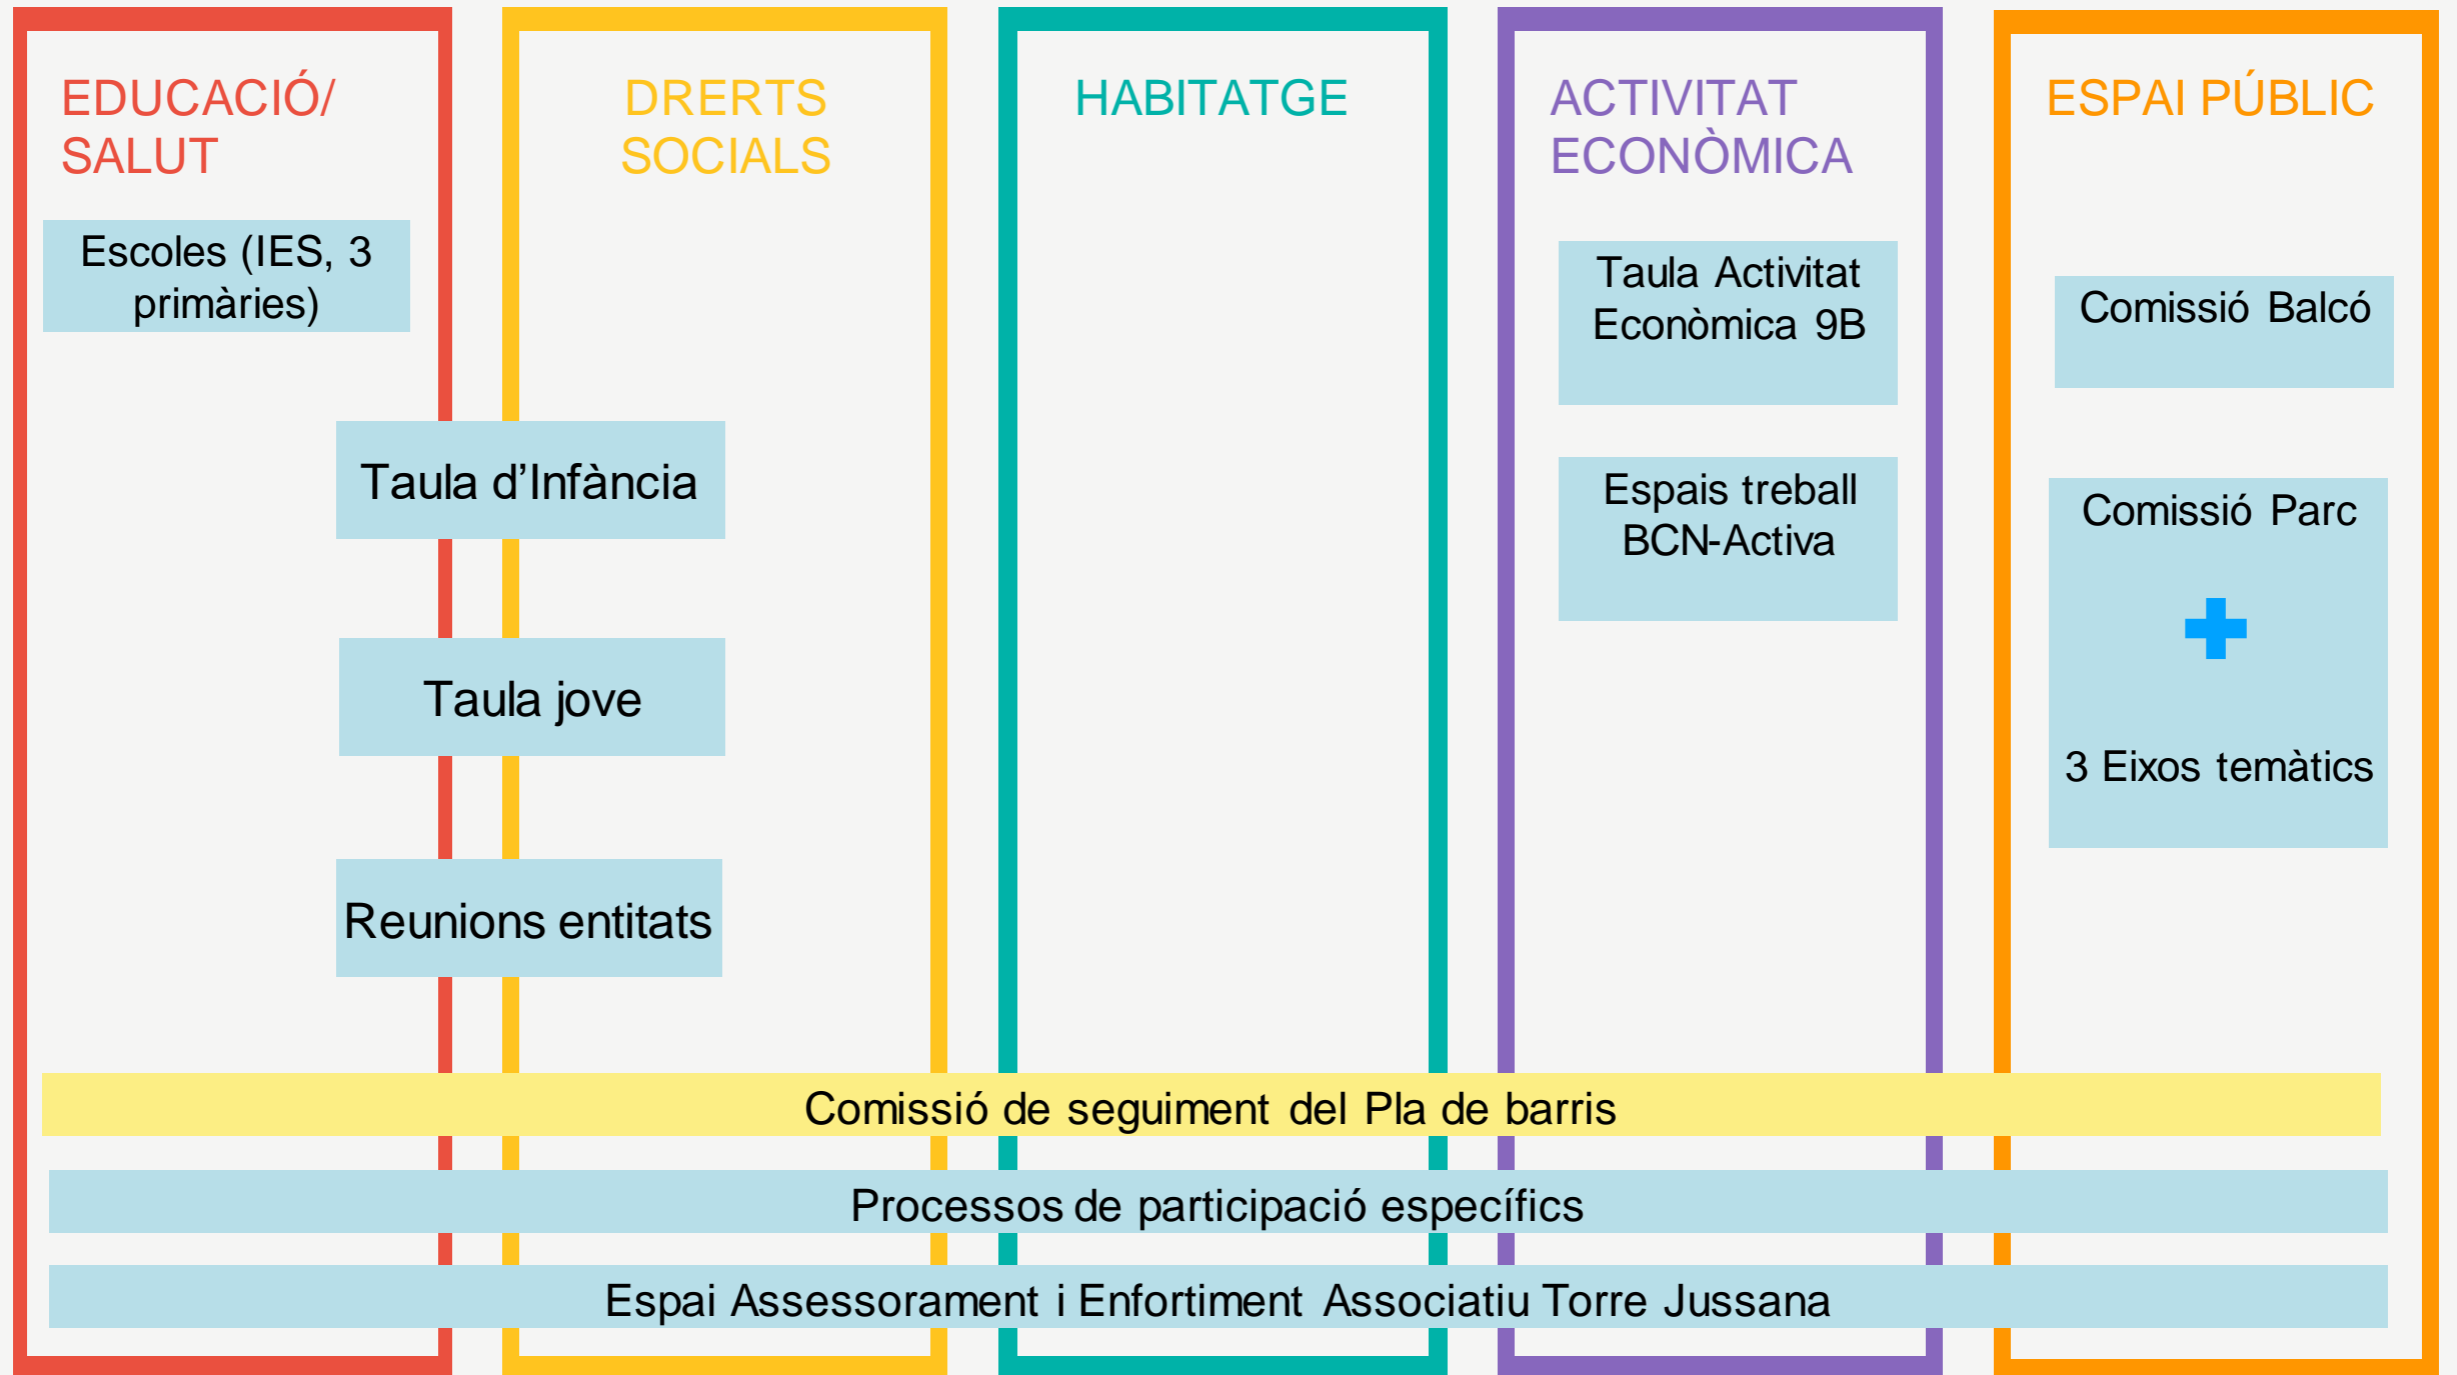 EDUCACIÓ/
SALUT
DRERTS
SOCIALS
HABITATGE
ACTIVITAT
ECONÒMICA
ESPAI PÚBLIC
Escoles (IES, 3
primàries)
Taula d’Infància
Taula jove
Reunions entitats
Taula Activitat
Econòmica 9B
Espais treball
BCN-Activa
Comissió Balcó
Comissió Parc
3 Eixos temàtics
Comissió de seguiment del Pla de barris
Processos de participació específics
Espai Assessorament i Enfortiment Associatiu Torre Jussana